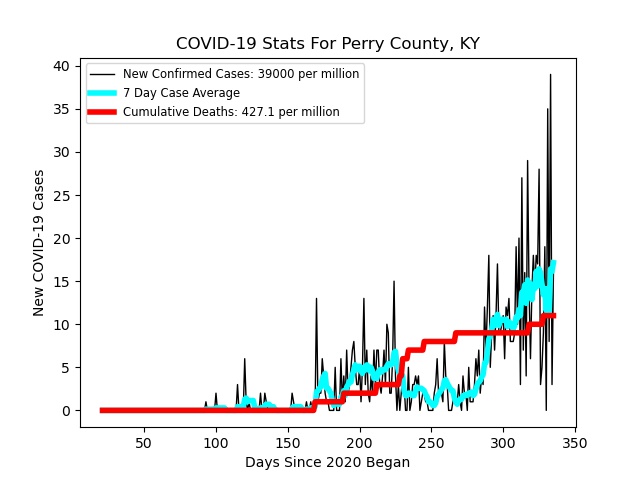 COVID-19 Stats For Perry County, KY
New Confirmed Cases: 39000 per million
7 Day Case Average
Cumulative Deaths: 427.1 per million
New COVID-19 Cases
40
35
30
25
20
15
10
5
0
50
100
150
200
250
300
350
Days Since 2020 Began